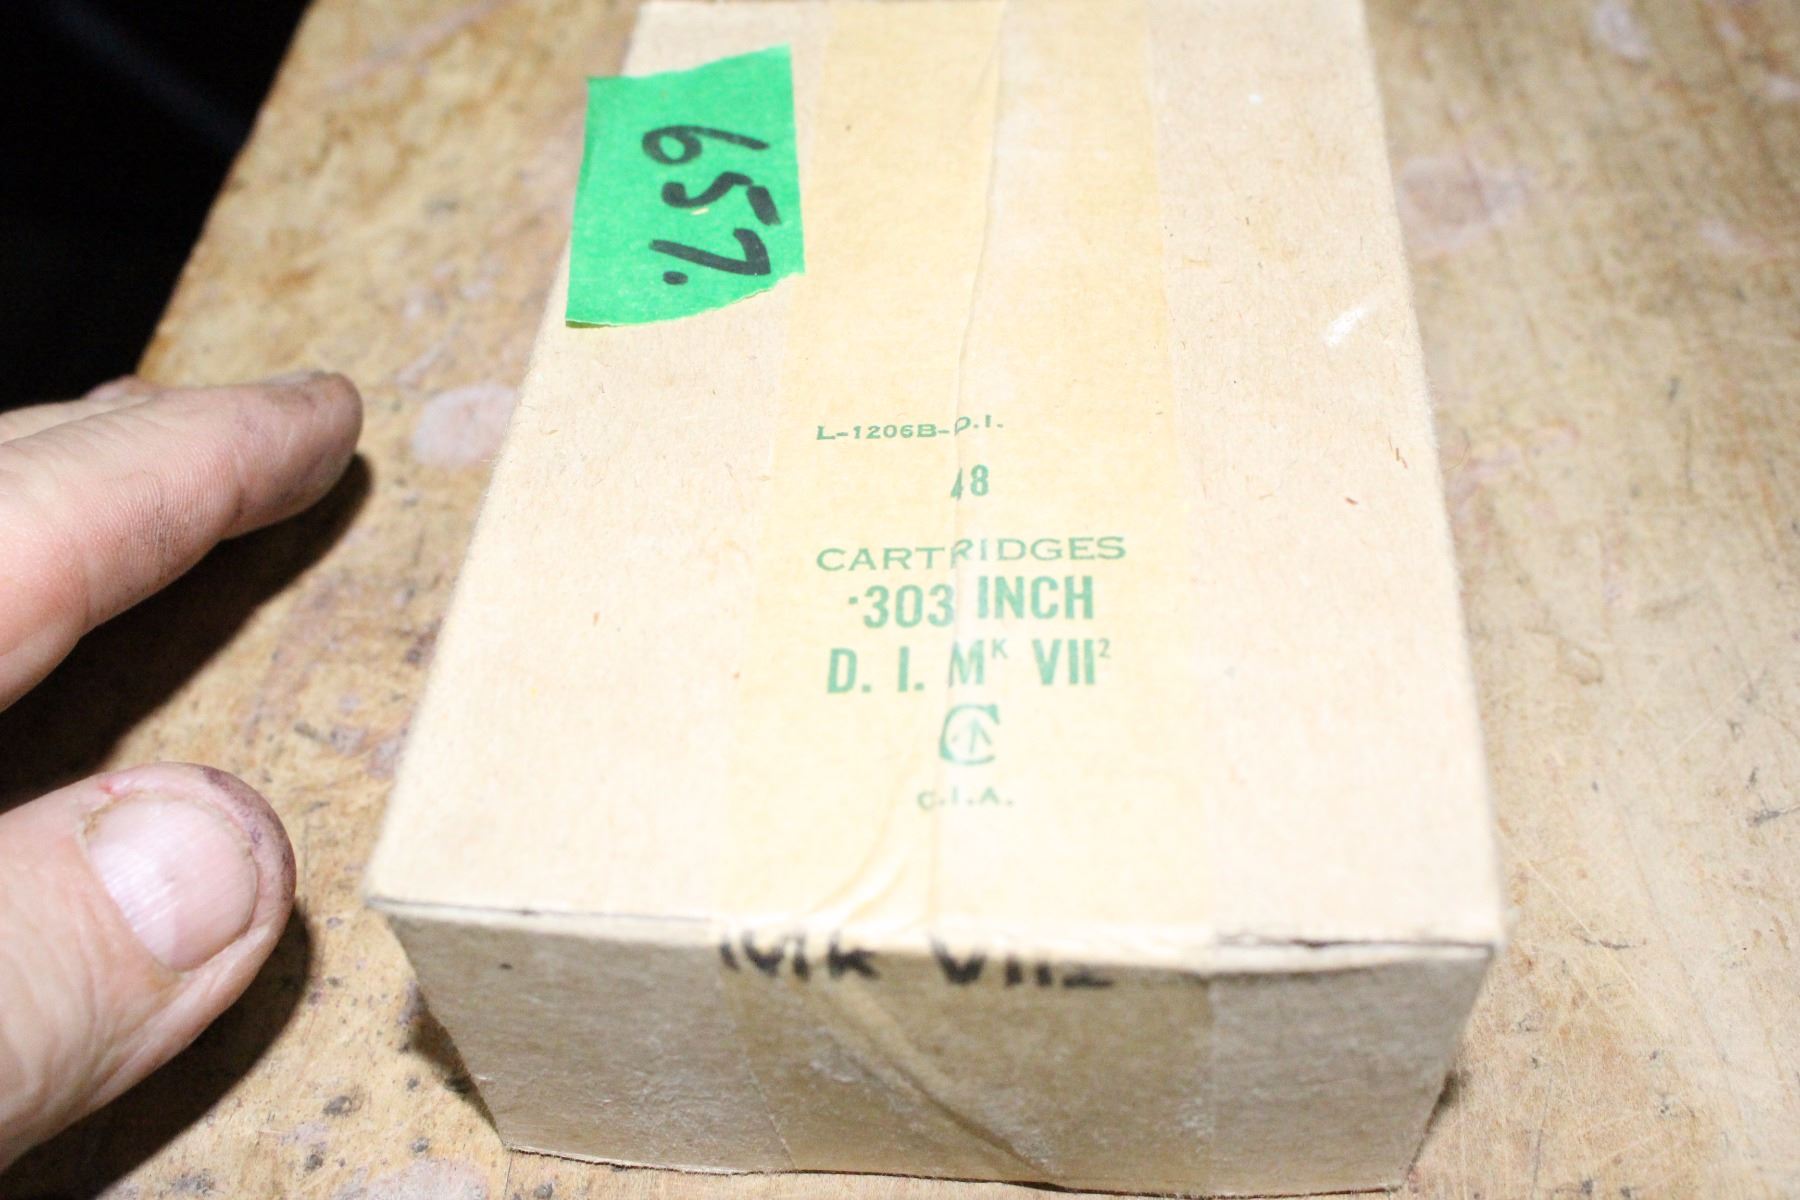 657.
L-1206B-D.I.
48
CARTRIDGES
.303 INCH
D. I. Mᴷ VII²
C
C.I.A.
Mk VII2